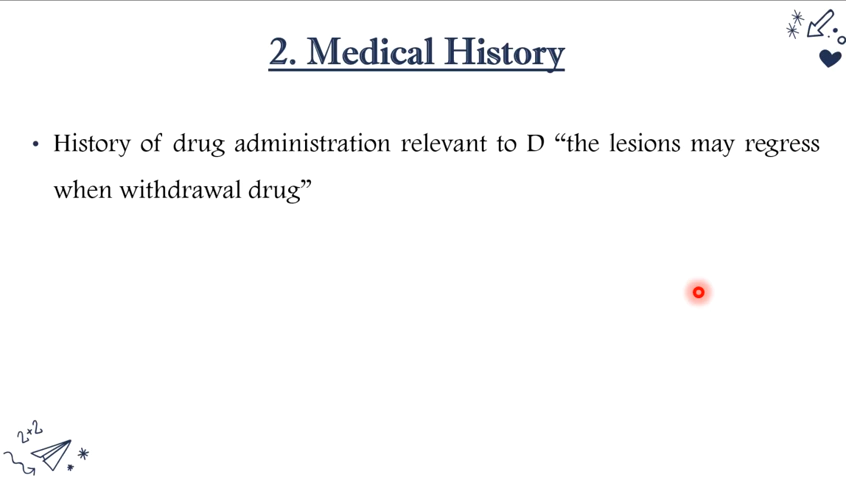 2. Medical History
• History of drug administration relevant to D “the lesions may regress
when withdrawal drug”
2+2